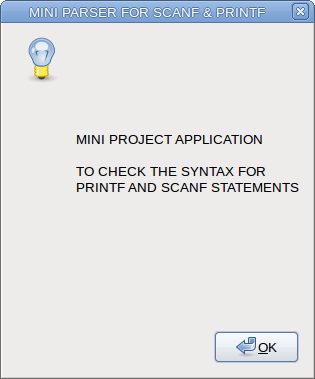 MINI PARSER FOR SCANF & PRINTF
MINI PROJECT APPLICATION
TO CHECK THE SYNTAX FOR
PRINTF AND SCANF STATEMENTS
OK